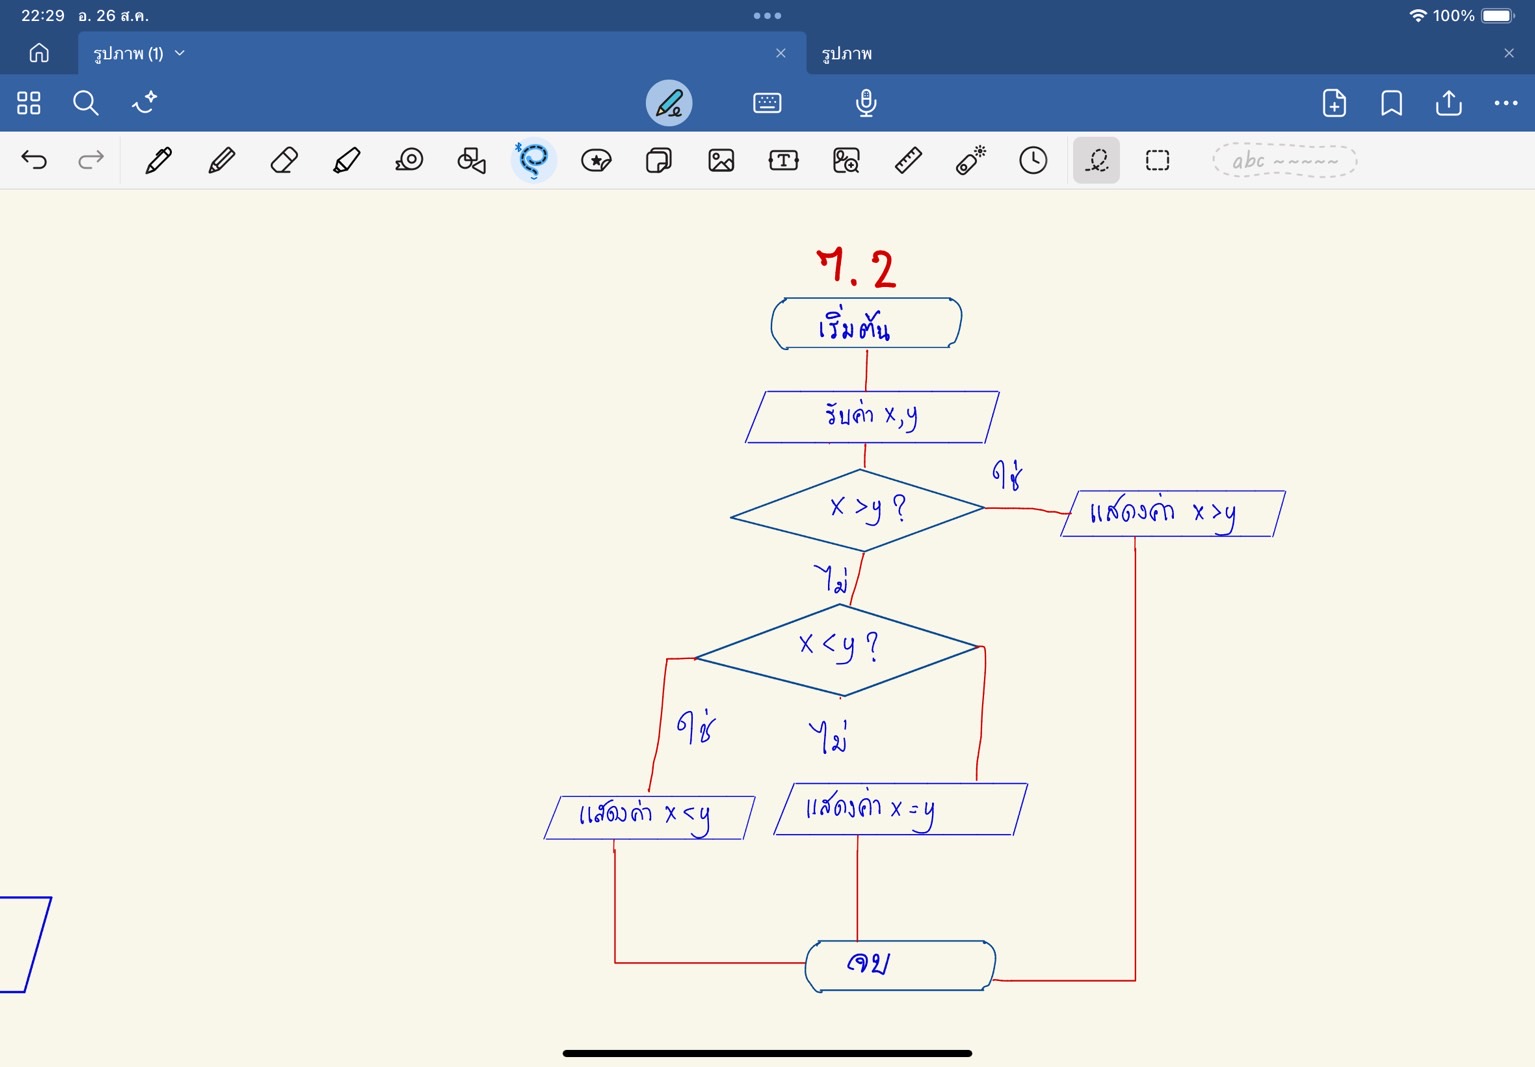 22:29 อ. 26 ส.ค.
100%
รูปภาพ (1)
รูปภาพ
abc ~~~~~
7.2
เริ่มต้น
รับค่า x,y
x >y ?
ใช่
แสดงค่า x>y
ไม่
x < y ?
ใช่
ไม่
แสดงค่า x < y
แสดงค่า x = y
จบ